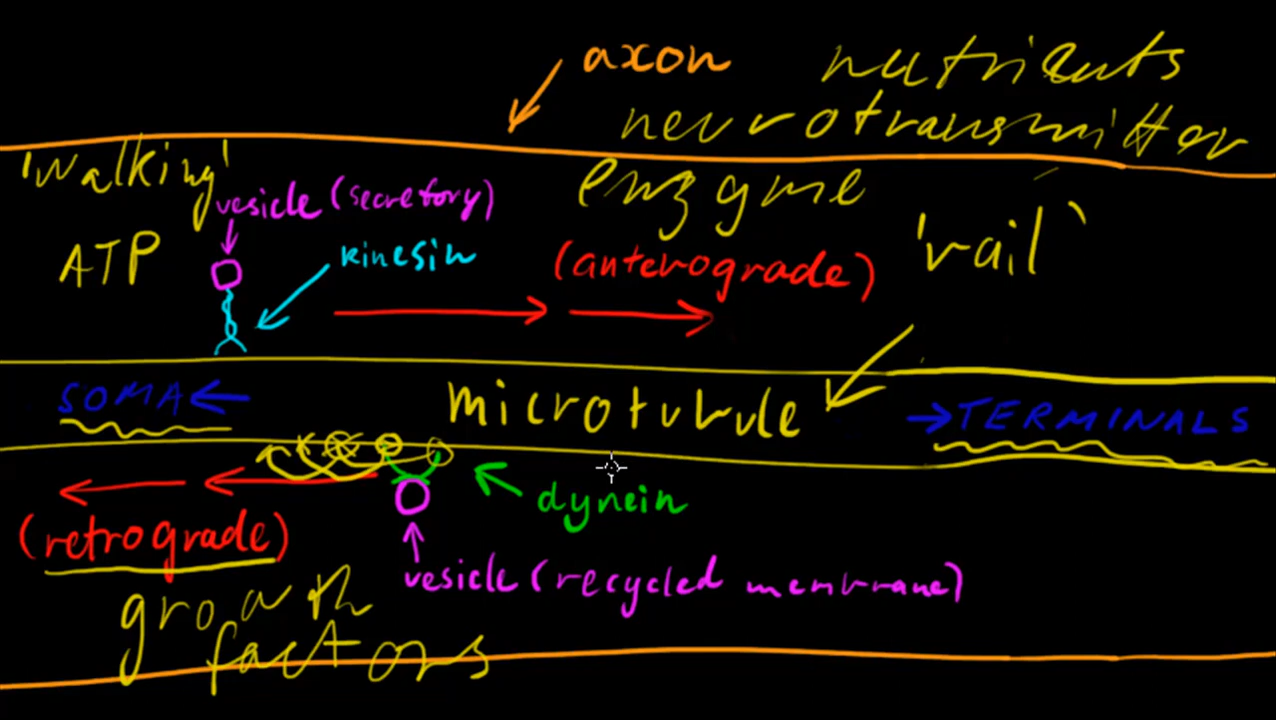 axon
nutrients
neurotransmitter
enzyme
'walking'
vesicle (secretory)
ATP
kinesin
(anterograde)
'rail`
SOMA
microtubule
TERMINALS
dynein
(retrograde)
vesicle (recycled membrane)
growth
factors